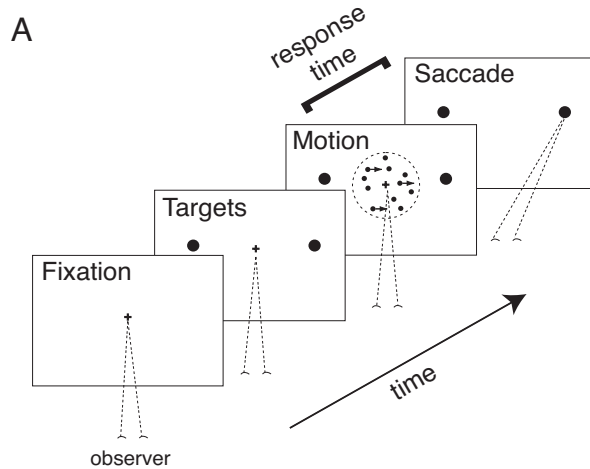 A
response
time
Saccade
Motion
Targets
Fixation
time
observer